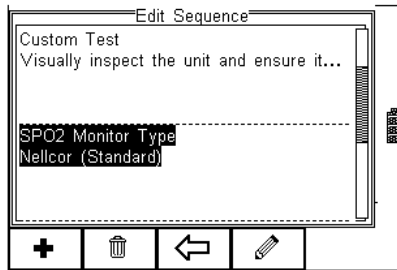 Edit Sequence
Custom Test
Visually inspect the unit and ensure it...
SPO2 Monitor Type
Nellcor (Standard)